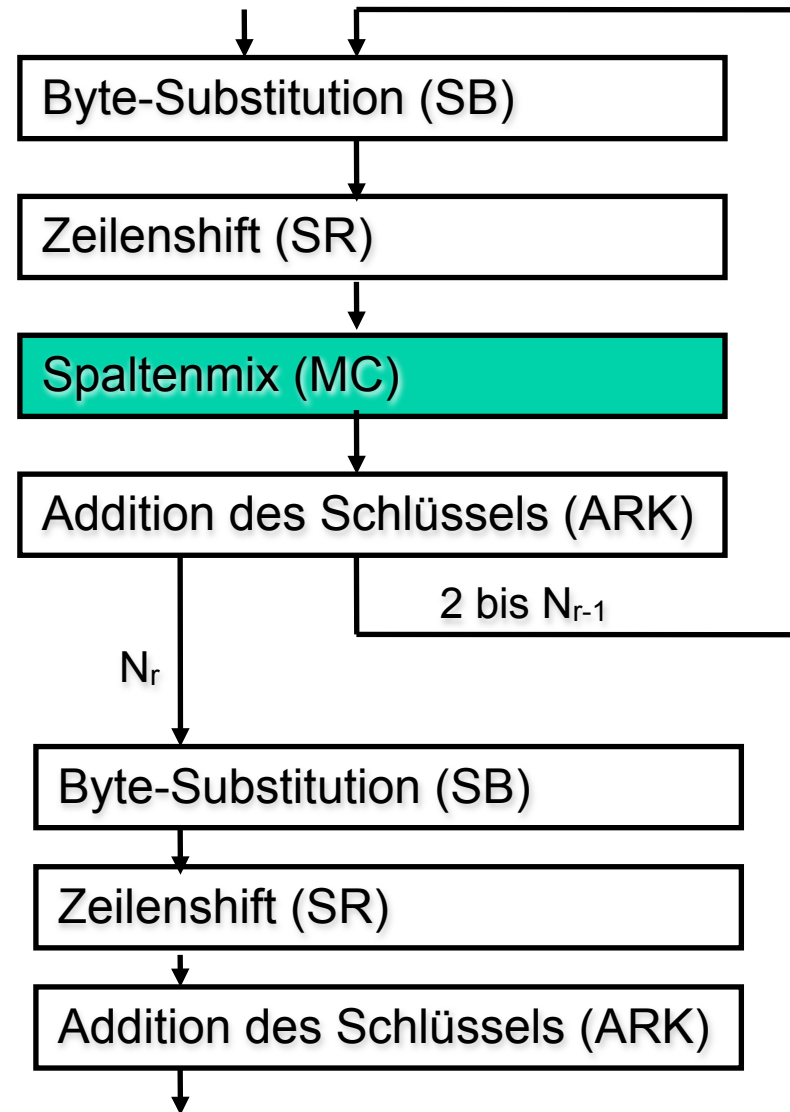 Byte-Substitution (SB)
Zeilenshift (SR)
Spaltenmix (MC)
Addition des Schlüssels (ARK)
2 bis Nr-1
Nr
Byte-Substitution (SB)
Zeilenshift (SR)
Addition des Schlüssels (ARK)